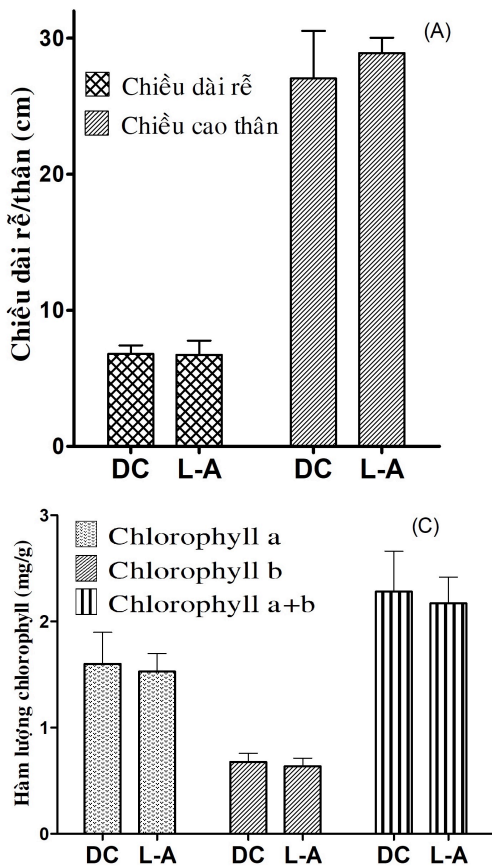 30
(A)
Chiều dài rễ
Chiều cao thân
Chiều dài rễ/thân (cm)
20
10
0
DC L-A DC L-A
3
(C)
Chlorophyll a
Chlorophyll b
Chlorophyll a+b
Hàm lượng chlorophyll (mg/g)
2
1
0
DC L-A DC L-A DC L-A